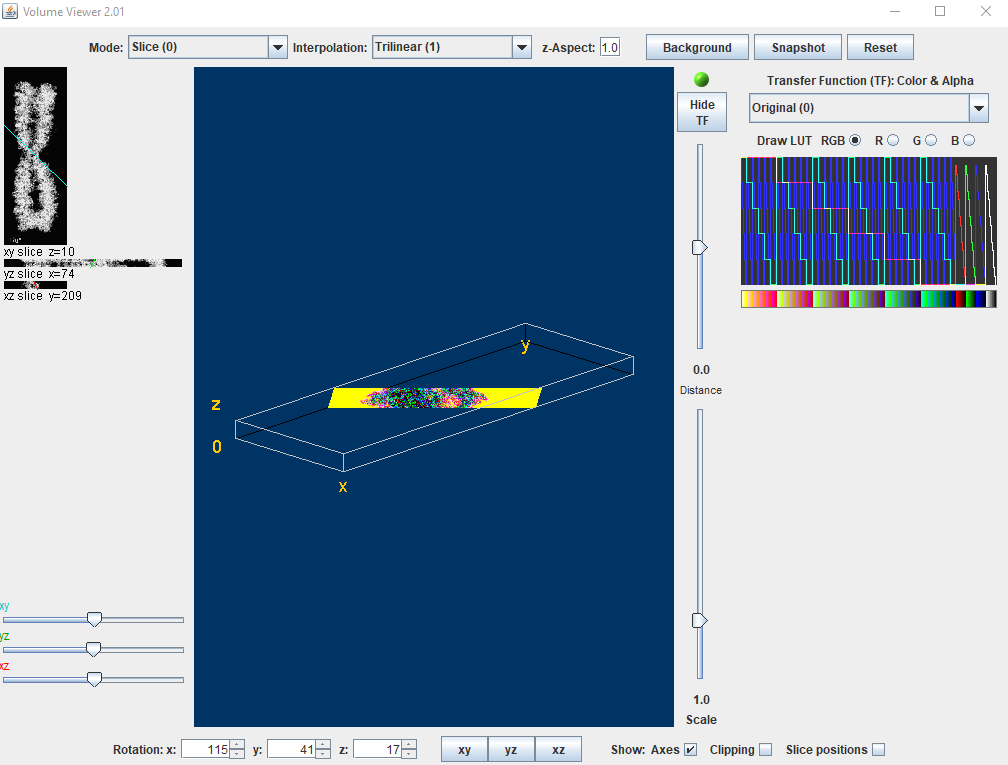 Volume Viewer 2.01
Mode: Slice (0) Interpolation: Trilinear (1) z-Aspect: 1.0 Background Snapshot Reset
Transfer Function (TF): Color & Alpha
Hide TF
Original (0)
Draw LUT RGB R G B
xy slice z=10
yz slice x=74
xz slice y=209
y
z
0
x
0.0
Distance
xy
yz
xz
1.0
Scale
Rotation: x: 115 y: 41 z: 17 xy yz xz Show: Axes Clipping Slice positions